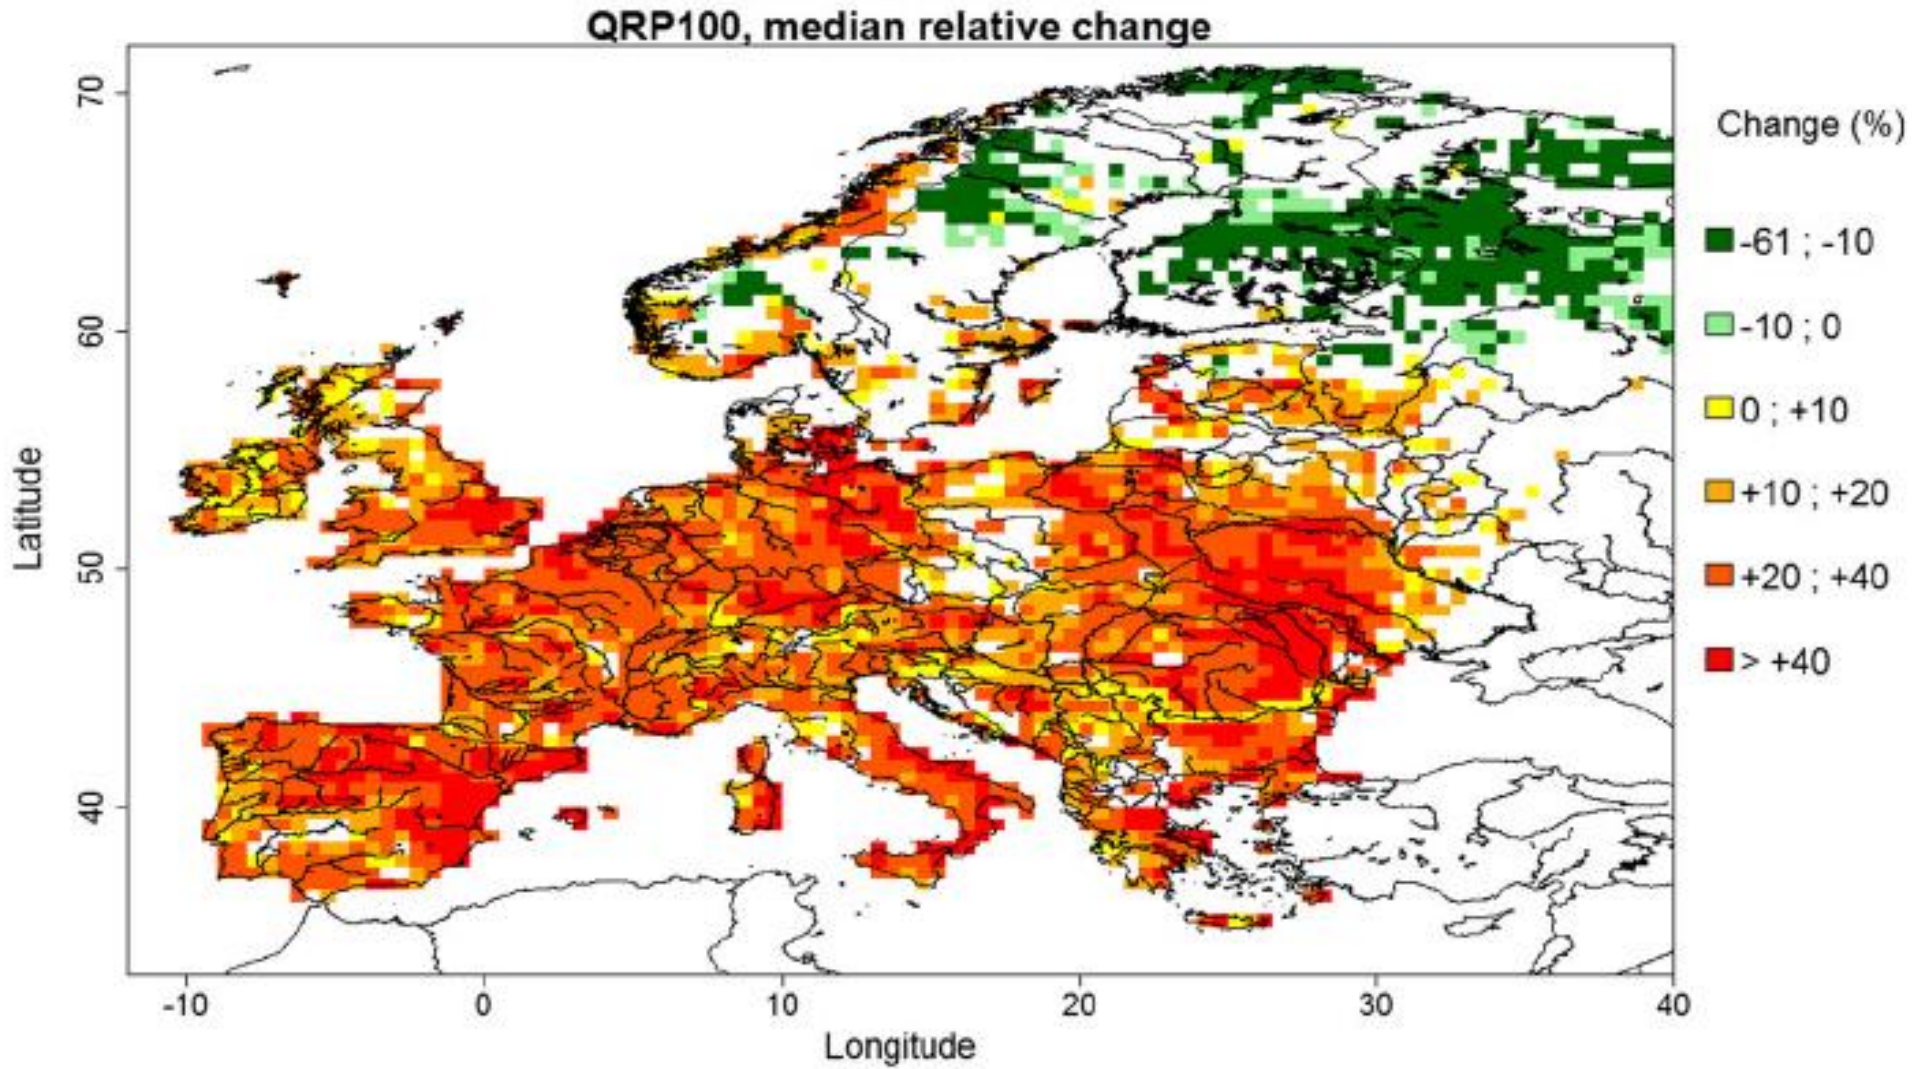 QRP100, median relative change
70
60
50
40
Latitude
-10
0
10
20
30
40
Longitude
Change (%)
-61 ; -10
-10 ; 0
0 ; +10
+10 ; +20
+20 ; +40
> +40